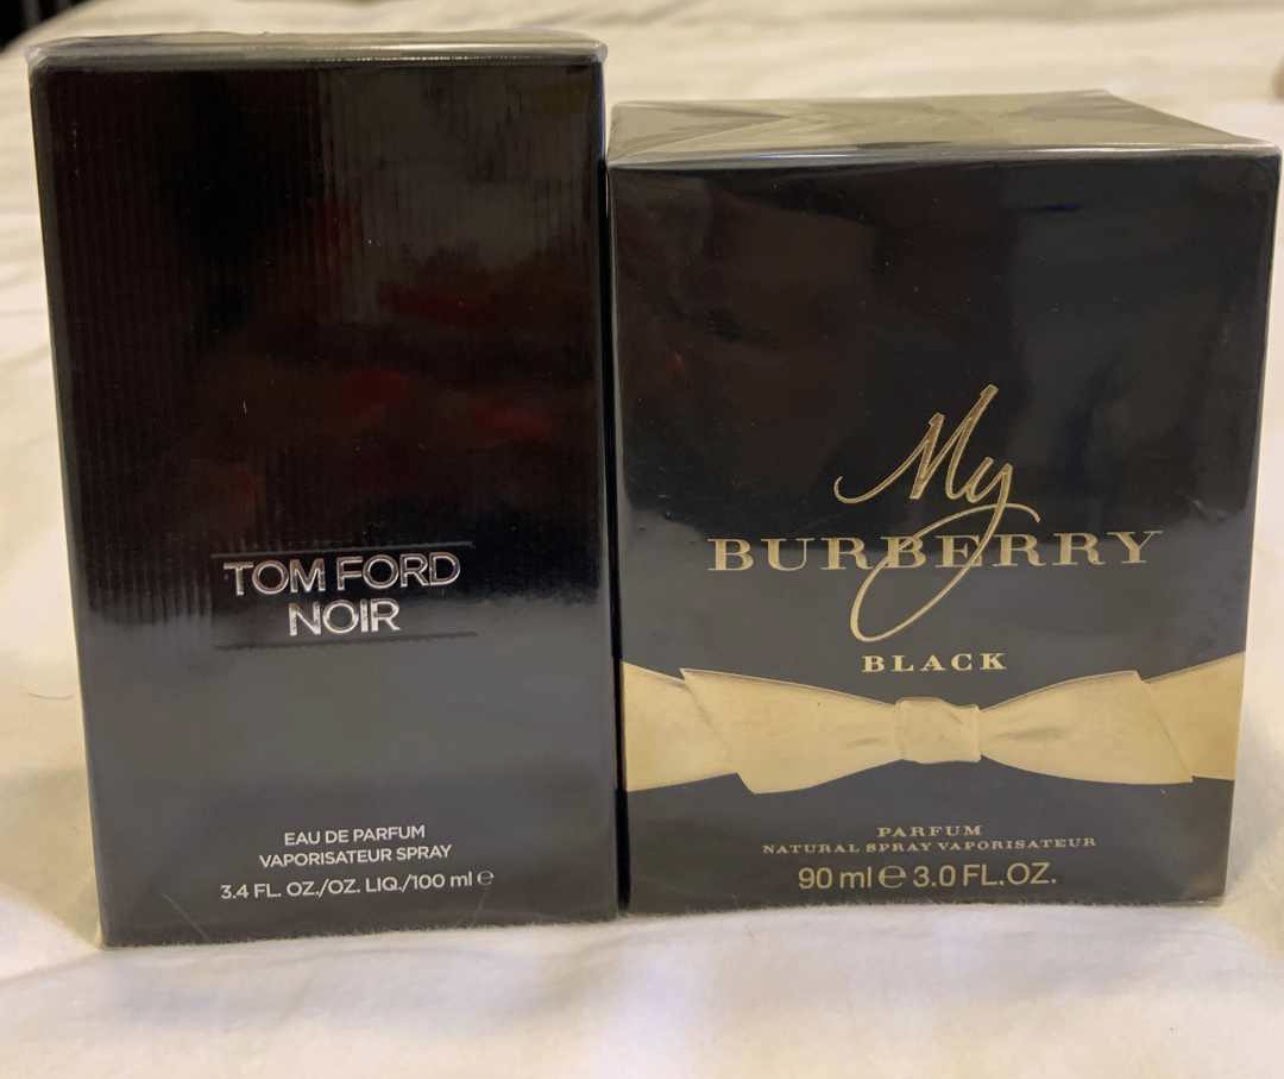 TOM FORD
NOIR
EAU DE PARFUM
VAPORISATEUR SPRAY
3.4 FL. OZ./OZ. LIQ./100 ml ℮
My
BURBERRY
BLACK
PARFUM
NATURAL SPRAY VAPORISATEUR
90 ml ℮ 3.0 FL.OZ.